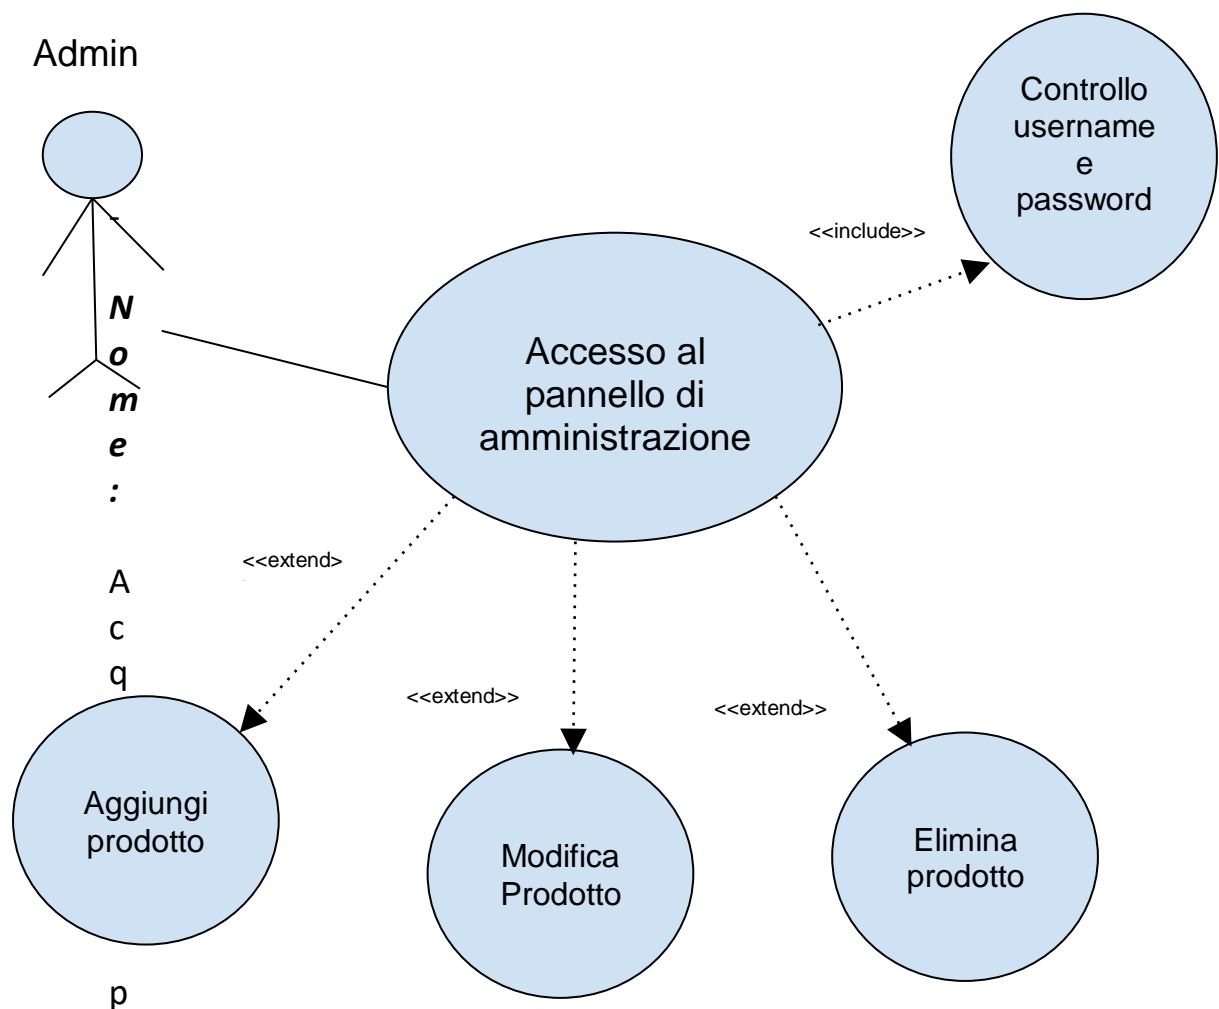 Admin
Controllo
username
e
password
<<include>>
-
N
o
m
e
:
A
c
q
p
Accesso al
pannello di
amministrazione
<<extend>
<<extend>>
<<extend>>
Aggiungi
prodotto
Modifica
Prodotto
Elimina
prodotto